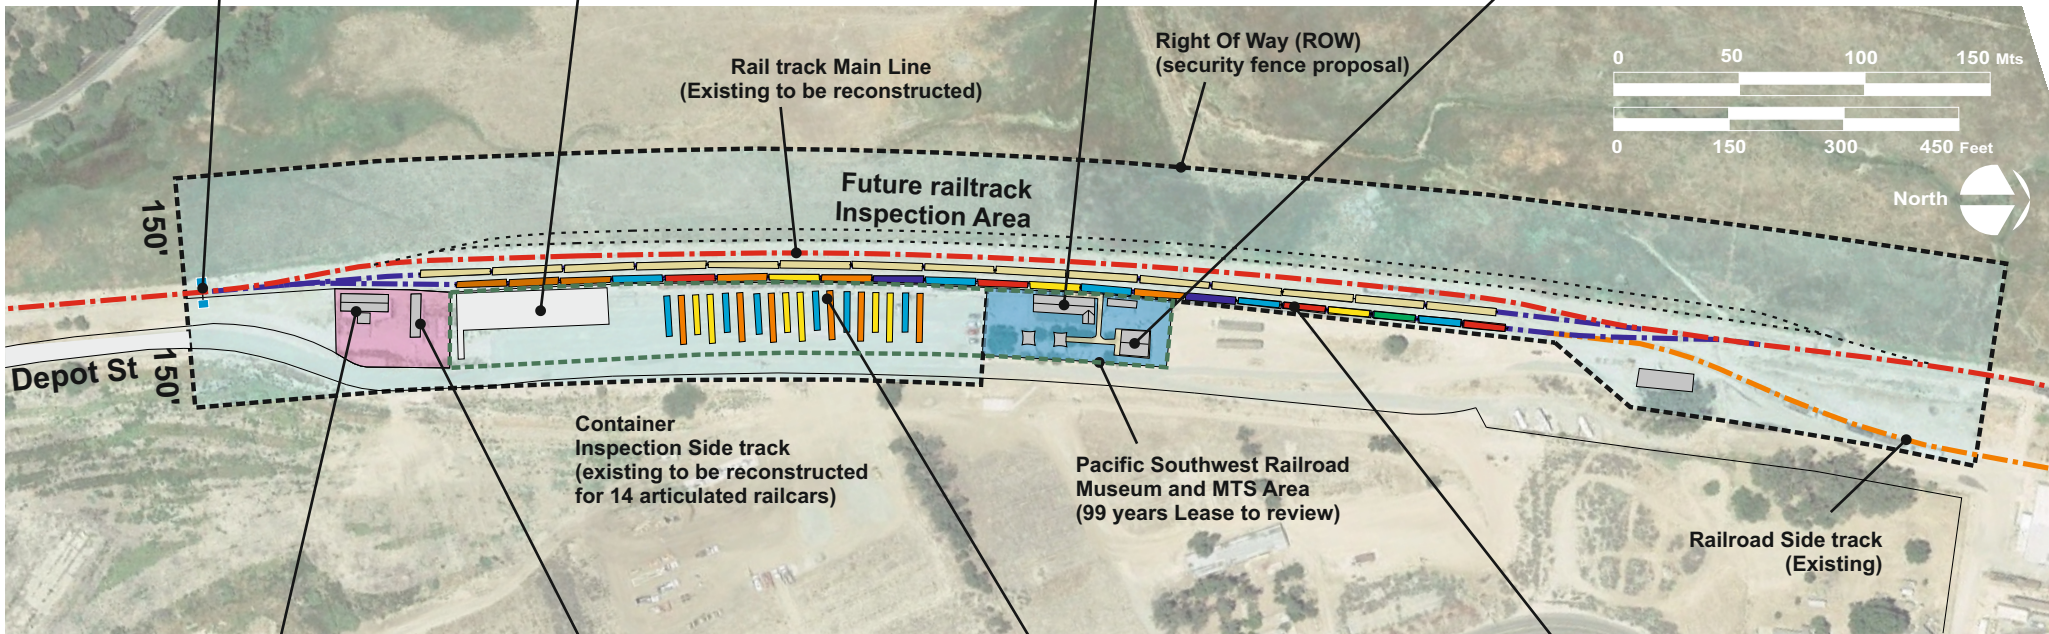 Right Of Way (ROW)
(security fence proposal)
Rail track Main Line
(Existing to be reconstructed)
0 50 100 150 Mts
0 150 300 450 Feet
North
Future railtrack
Inspection Area
150'
150'
Depot St
Container
Inspection Side track
(existing to be reconstructed
for 14 articulated railcars)
Pacific Southwest Railroad
Museum and MTS Area
(99 years Lease to review)
Railroad Side track
(Existing)